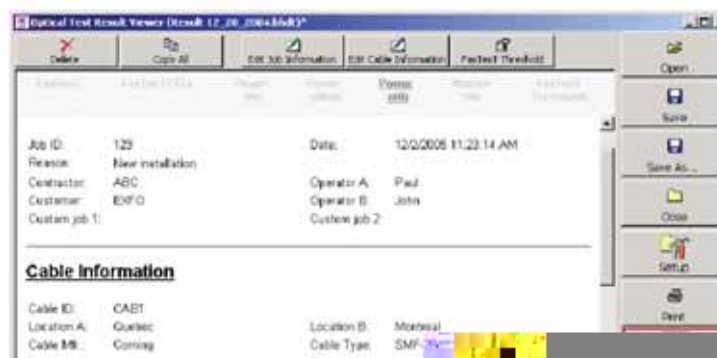 Optical Test Result Viewer (Result 12_20_2004.
Delete
Copy All
Edit Job Information
Edit Cable Information
FasTesT Threshold
Open
Save
Save As...
Close
Setup
Print
Power
Job ID: 123 Date: 12/2/2005 11:23:14 AM
Reason: New installation
Contractor: ABC Operator A: Paul
Customer: EXFO Operator B: John
Custom job 1: Custom job 2:
Cable Information
Cable ID: CAB1
Location A: Quebec Location B: Montreal
Cable Mfr.: Corning Cable Type: SMF-